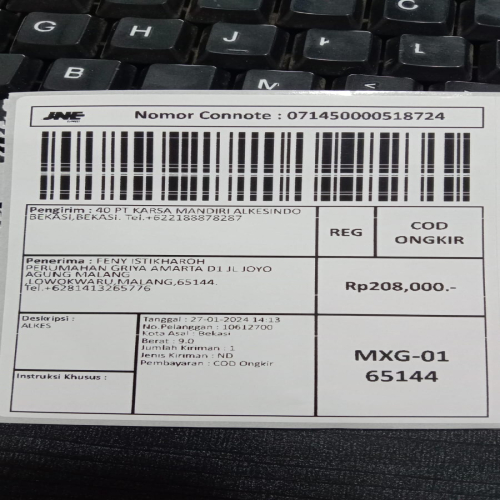 G H J K L
B N M
JNE Nomor Connote : 071450000518724
Pengirim : 40 PT KARSA MANDIRI ALKESINDO
BEKASI,BEKASI. Tel.+622188878287
REG
COD
ONGKIR
Penerima : FENY ISTIKHAROH
PERUMAHAN GRIYA AMARTA D1 JL JOYO
AGUNG MALANG
,LOWOKWARU,MALANG,65144.
Tel.+6281413265776
Rp208,000.-
Deskripsi :
ALKES
Tanggal : 27-01-2024 14:13
No.Pelanggan : 10612700
Kota Asal : Bekasi
Berat : 9.0
Jumlah Kiriman : 1
Jenis Kiriman : ND
Pembayaran : COD Ongkir
Instruksi Khusus :
MXG-01
65144